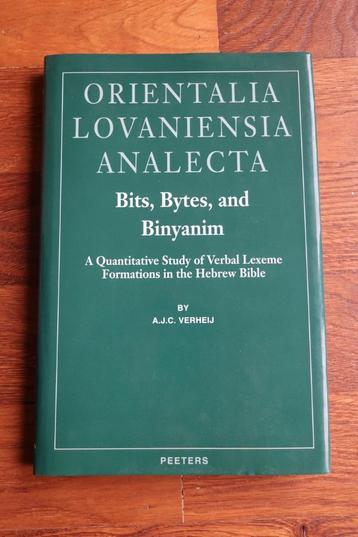 ORIENTALIA
LOVANIENSIA
ANALECTA
Bits, Bytes, and
Binyanim
A Quantitative Study of Verbal Lexeme
Formations in the Hebrew Bible
BY
A.J.C. VERHEIJ
PEETERS